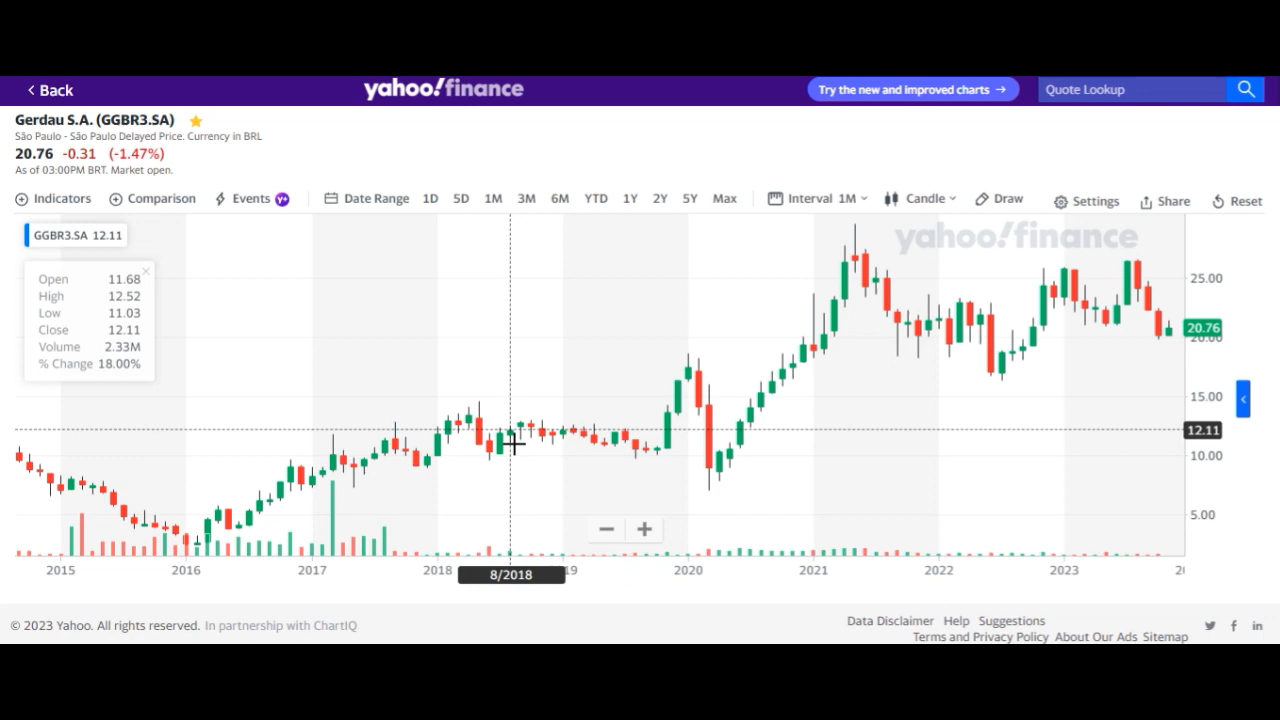 Back
yahoo!finance
Try the new and improved charts →
Quote Lookup
Gerdau S.A. (GGBR3.SA)
São Paulo - São Paulo Delayed Price. Currency in BRL
20.76 -0.31 (-1.47%)
As of 03:00PM BRT. Market open.
Indicators Comparison Events Y+ Date Range 1D 5D 1M 3M 6M YTD 1Y 2Y 5Y Max Interval 1M Candle Draw Settings Share Reset
GGBR3.SA 12.11
yahoo!finance
Open 11.68
High 12.52
Low 11.03
Close 12.11
Volume 2.33M
% Change 18.00%
25.00
20.76
20.00
15.00
12.11
10.00
5.00
2015 2016 2017 2018 8/2018 19 2020 2021 2022 2023 20
© 2023 Yahoo. All rights reserved. In partnership with ChartIQ
Data Disclaimer Help Suggestions
Terms and Privacy Policy About Our Ads Sitemap